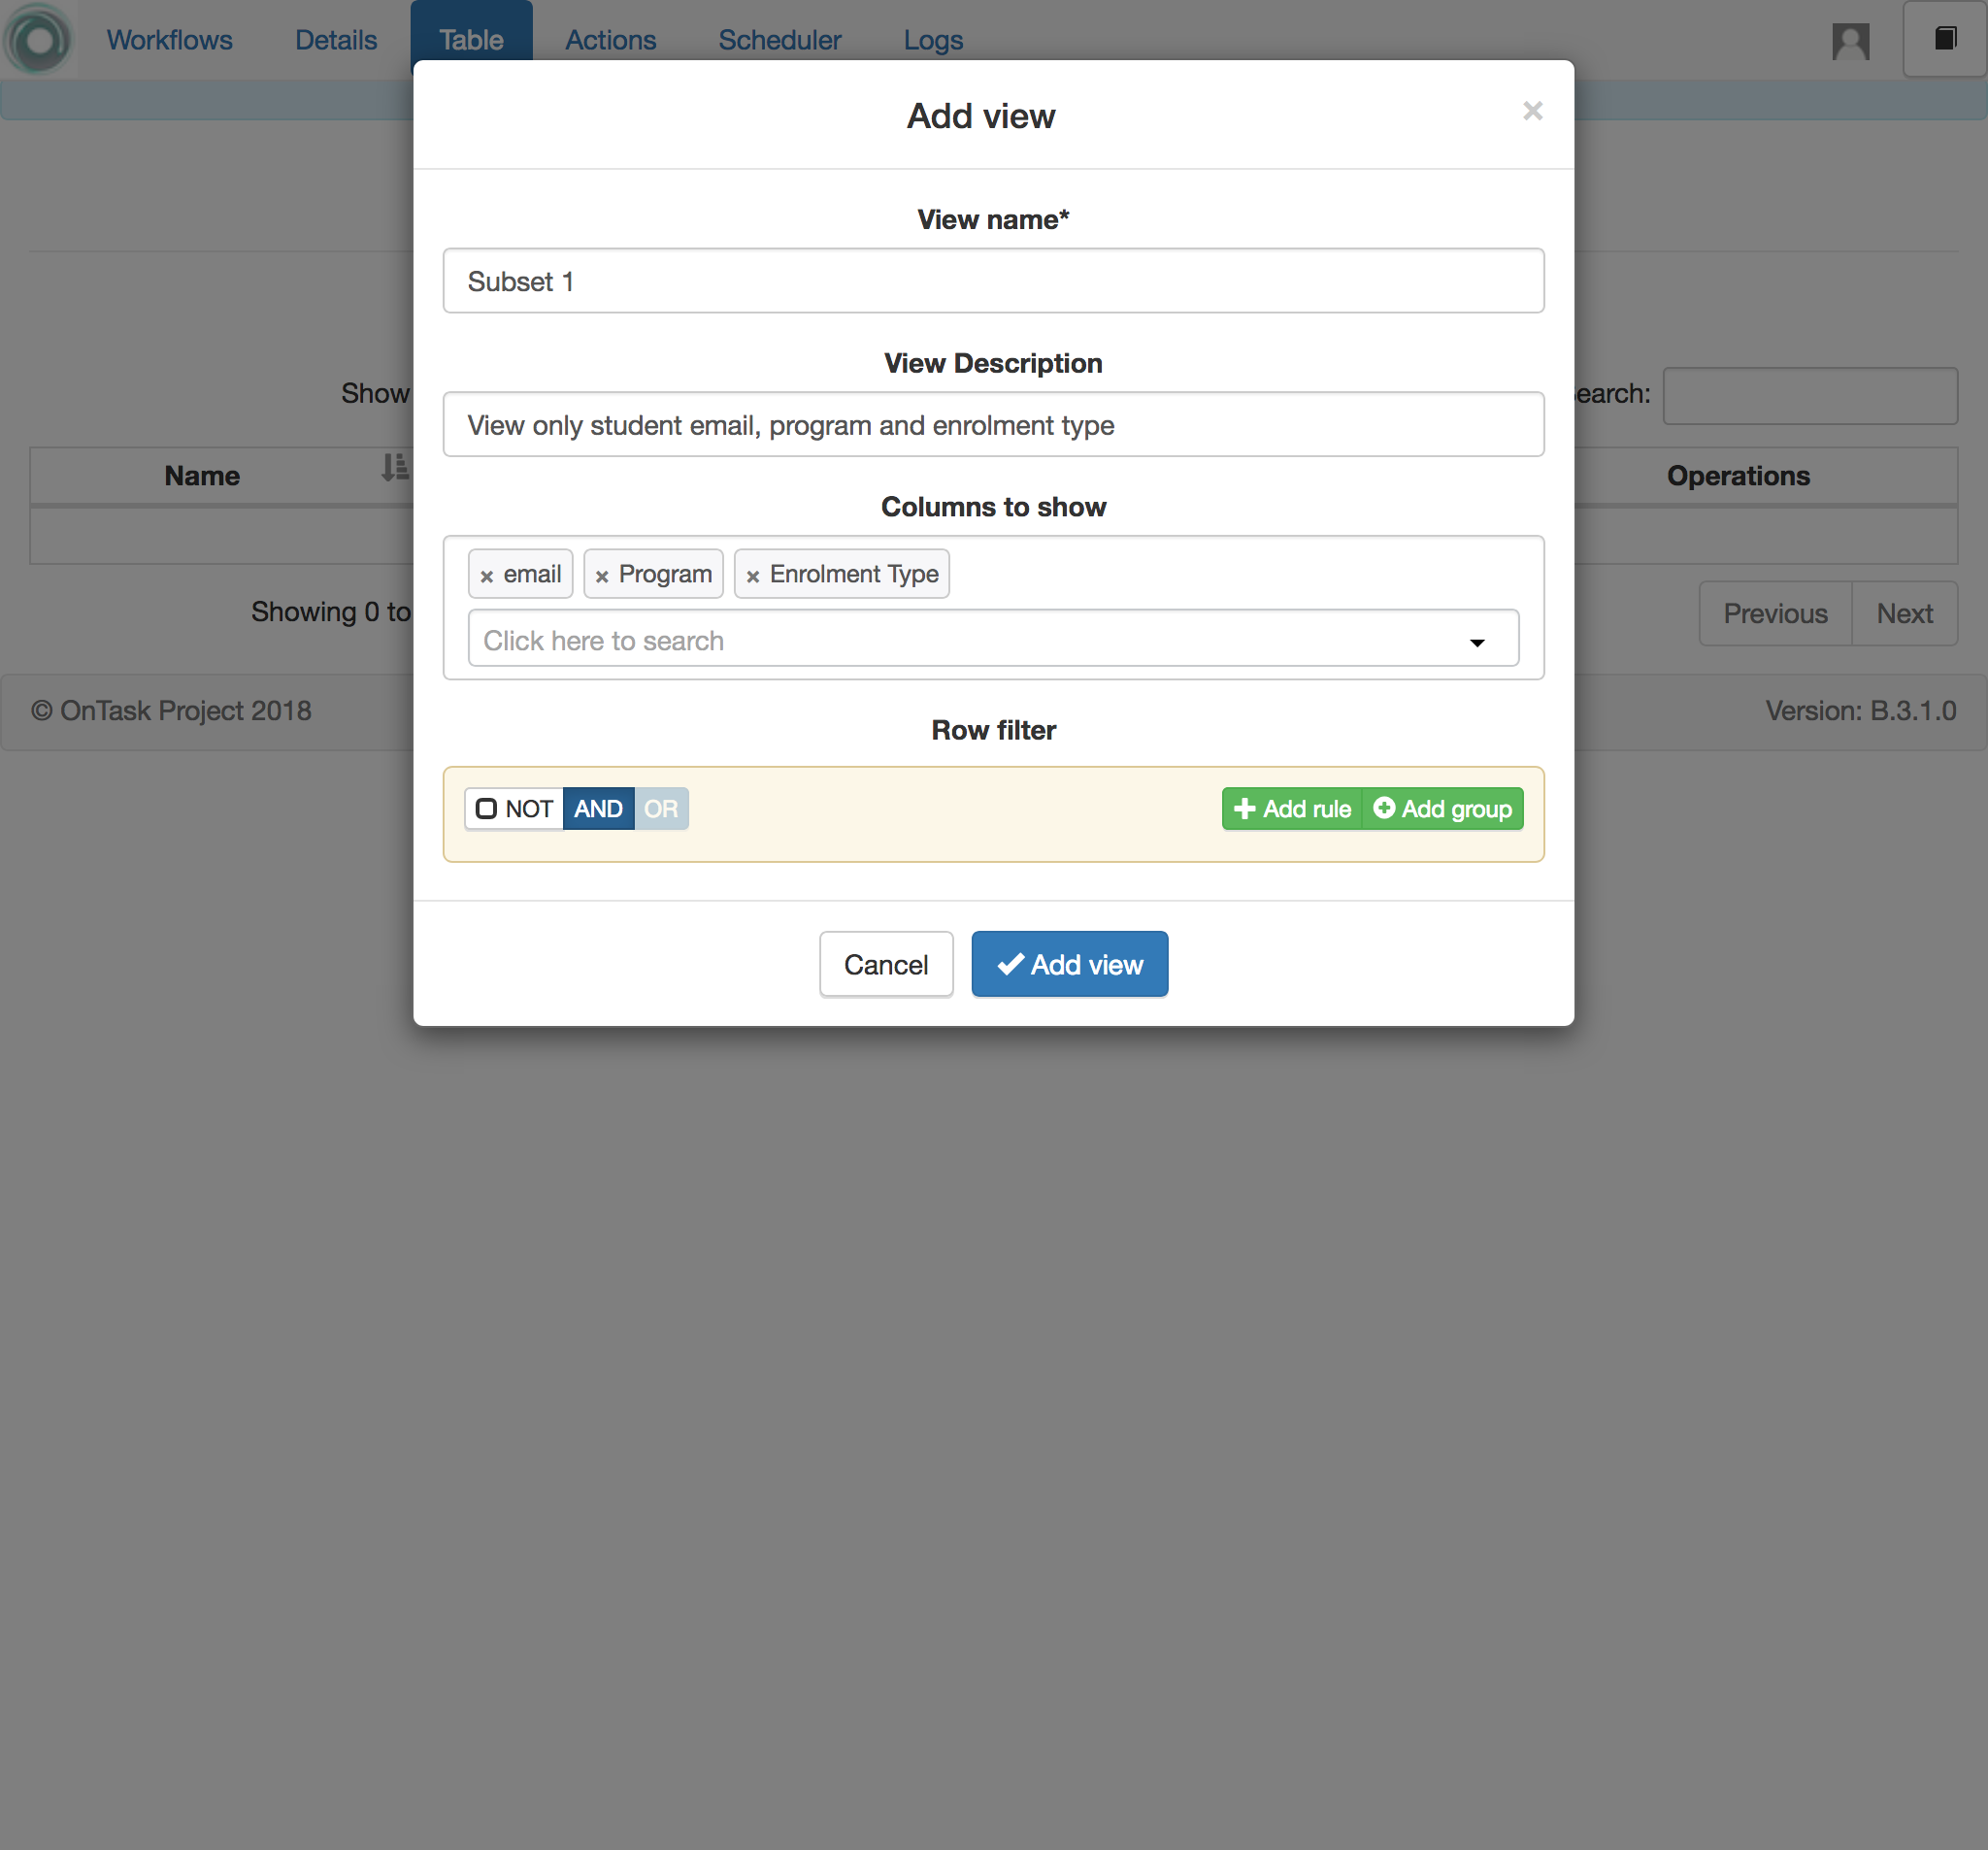 Workflows Details Table Actions Scheduler Logs
Add view
×
View name*
Subset 1
View Description
Show
earch:
View only student email, program and enrolment type
Name
Operations
Columns to show
× email × Program × Enrolment Type
Showing 0 to
Previous Next
Click here to search
© OnTask Project 2018
Version: B.3.1.0
Row filter
NOT AND OR
Add rule Add group
Cancel Add view